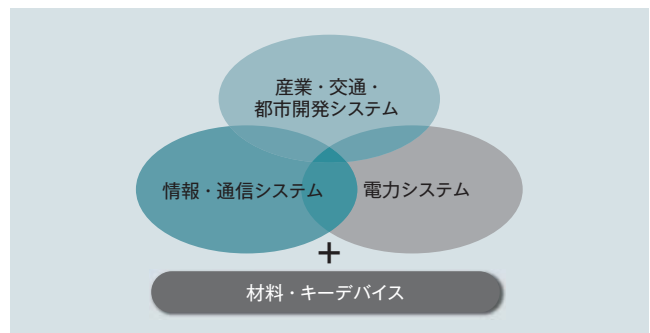 産業・交通・
都市開発システム
情報・通信システム
電力システム
+
材料・キーデバイス